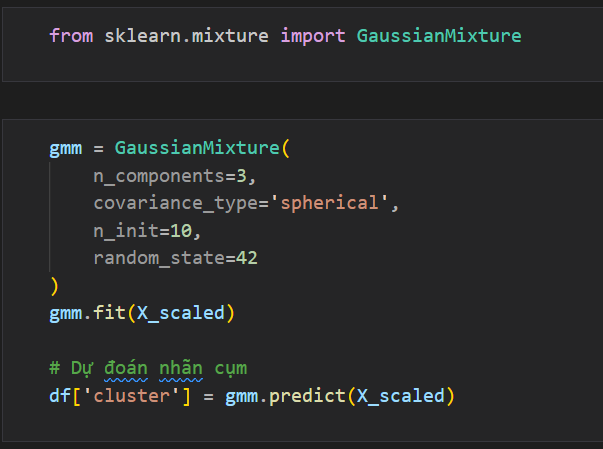 from sklearn.mixture import GaussianMixture
gmm = GaussianMixture(
    n_components=3,
    covariance_type='spherical',
    n_init=10,
    random_state=42
)
gmm.fit(X_scaled)
# Dự đoán nhãn cụm
df['cluster'] = gmm.predict(X_scaled)